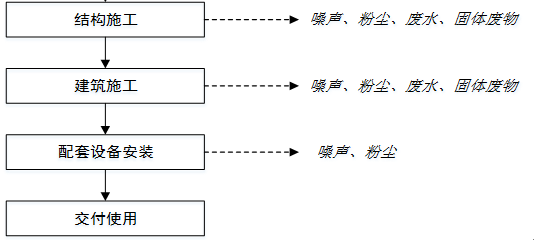 结构施工
噪声、粉尘、废水、固体废物
建筑施工
噪声、粉尘、废水、固体废物
配套设备安装
噪声、粉尘
交付使用